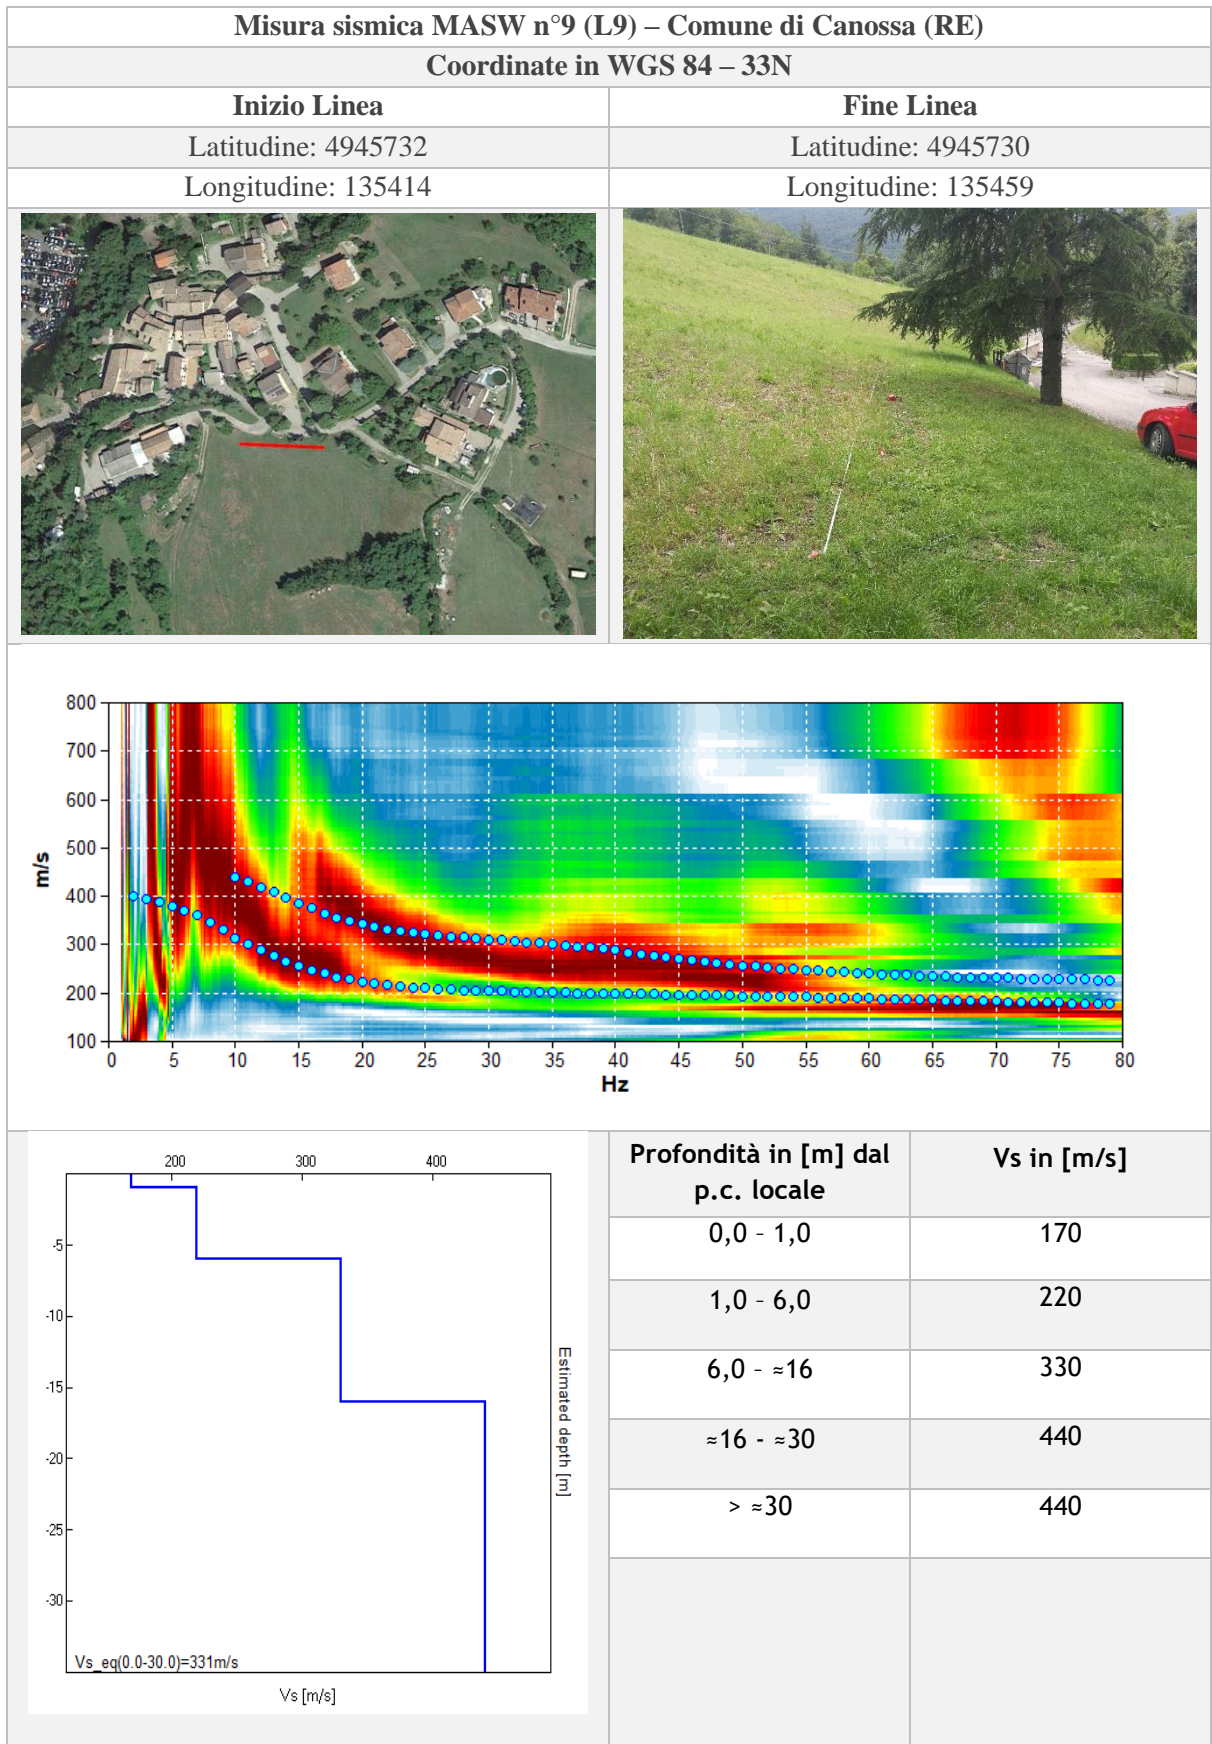 Misura sismica MASW n°9 (L9) – Comune di Canossa (RE)
Coordinate in WGS 84 – 33N
Inizio Linea
Fine Linea
Latitudine: 4945732
Latitudine: 4945730
Longitudine: 135414
Longitudine: 135459
800
700
600
500
400
300
200
100
m/s
0 5 10 15 20 25 30 35 40 45 50 55 60 65 70 75 80
Hz
200 300 400
-5
-10
-15
-20
-25
-30
Estimated depth [m]
Vs_eq(0.0-30.0)=331m/s
Vs [m/s]
Profondità in [m] dal
p.c. locale
Vs in [m/s]
0,0 – 1,0
170
1,0 – 6,0
220
6,0 – ≈16
330
≈16 - ≈30
440
> ≈30
440